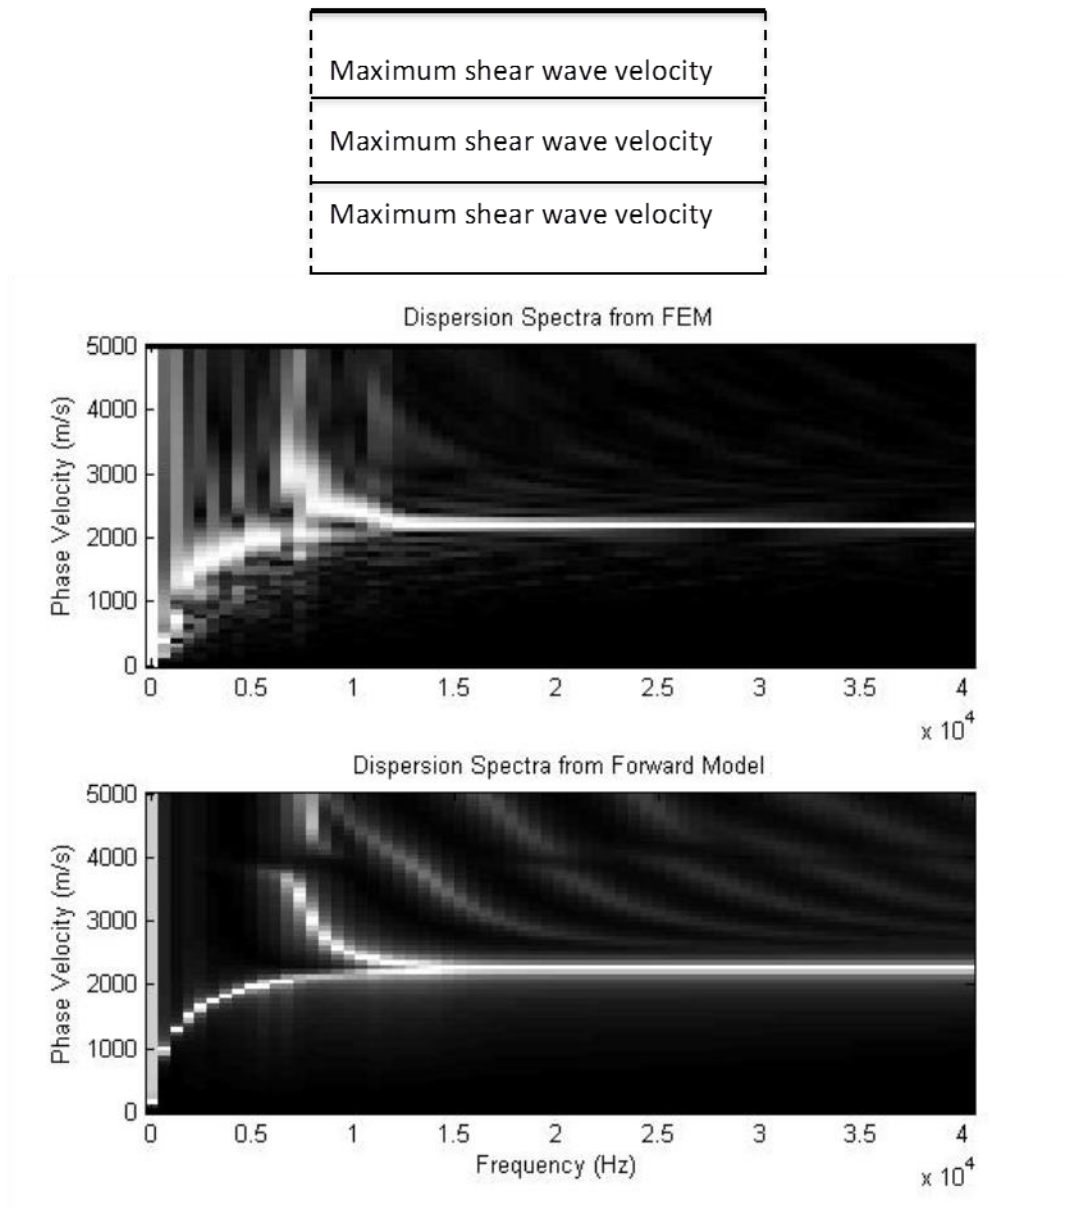 Maximum shear wave velocity
Maximum shear wave velocity
Maximum shear wave velocity
Dispersion Spectra from FEM
Phase Velocity (m/s)
5000
4000
3000
2000
1000
0
0 0.5 1 1.5 2 2.5 3 3.5 4
x 10^4
Dispersion Spectra from Forward Model
Phase Velocity (m/s)
5000
4000
3000
2000
1000
0
0 0.5 1 1.5 2 2.5 3 3.5 4
Frequency (Hz)
x 10^4